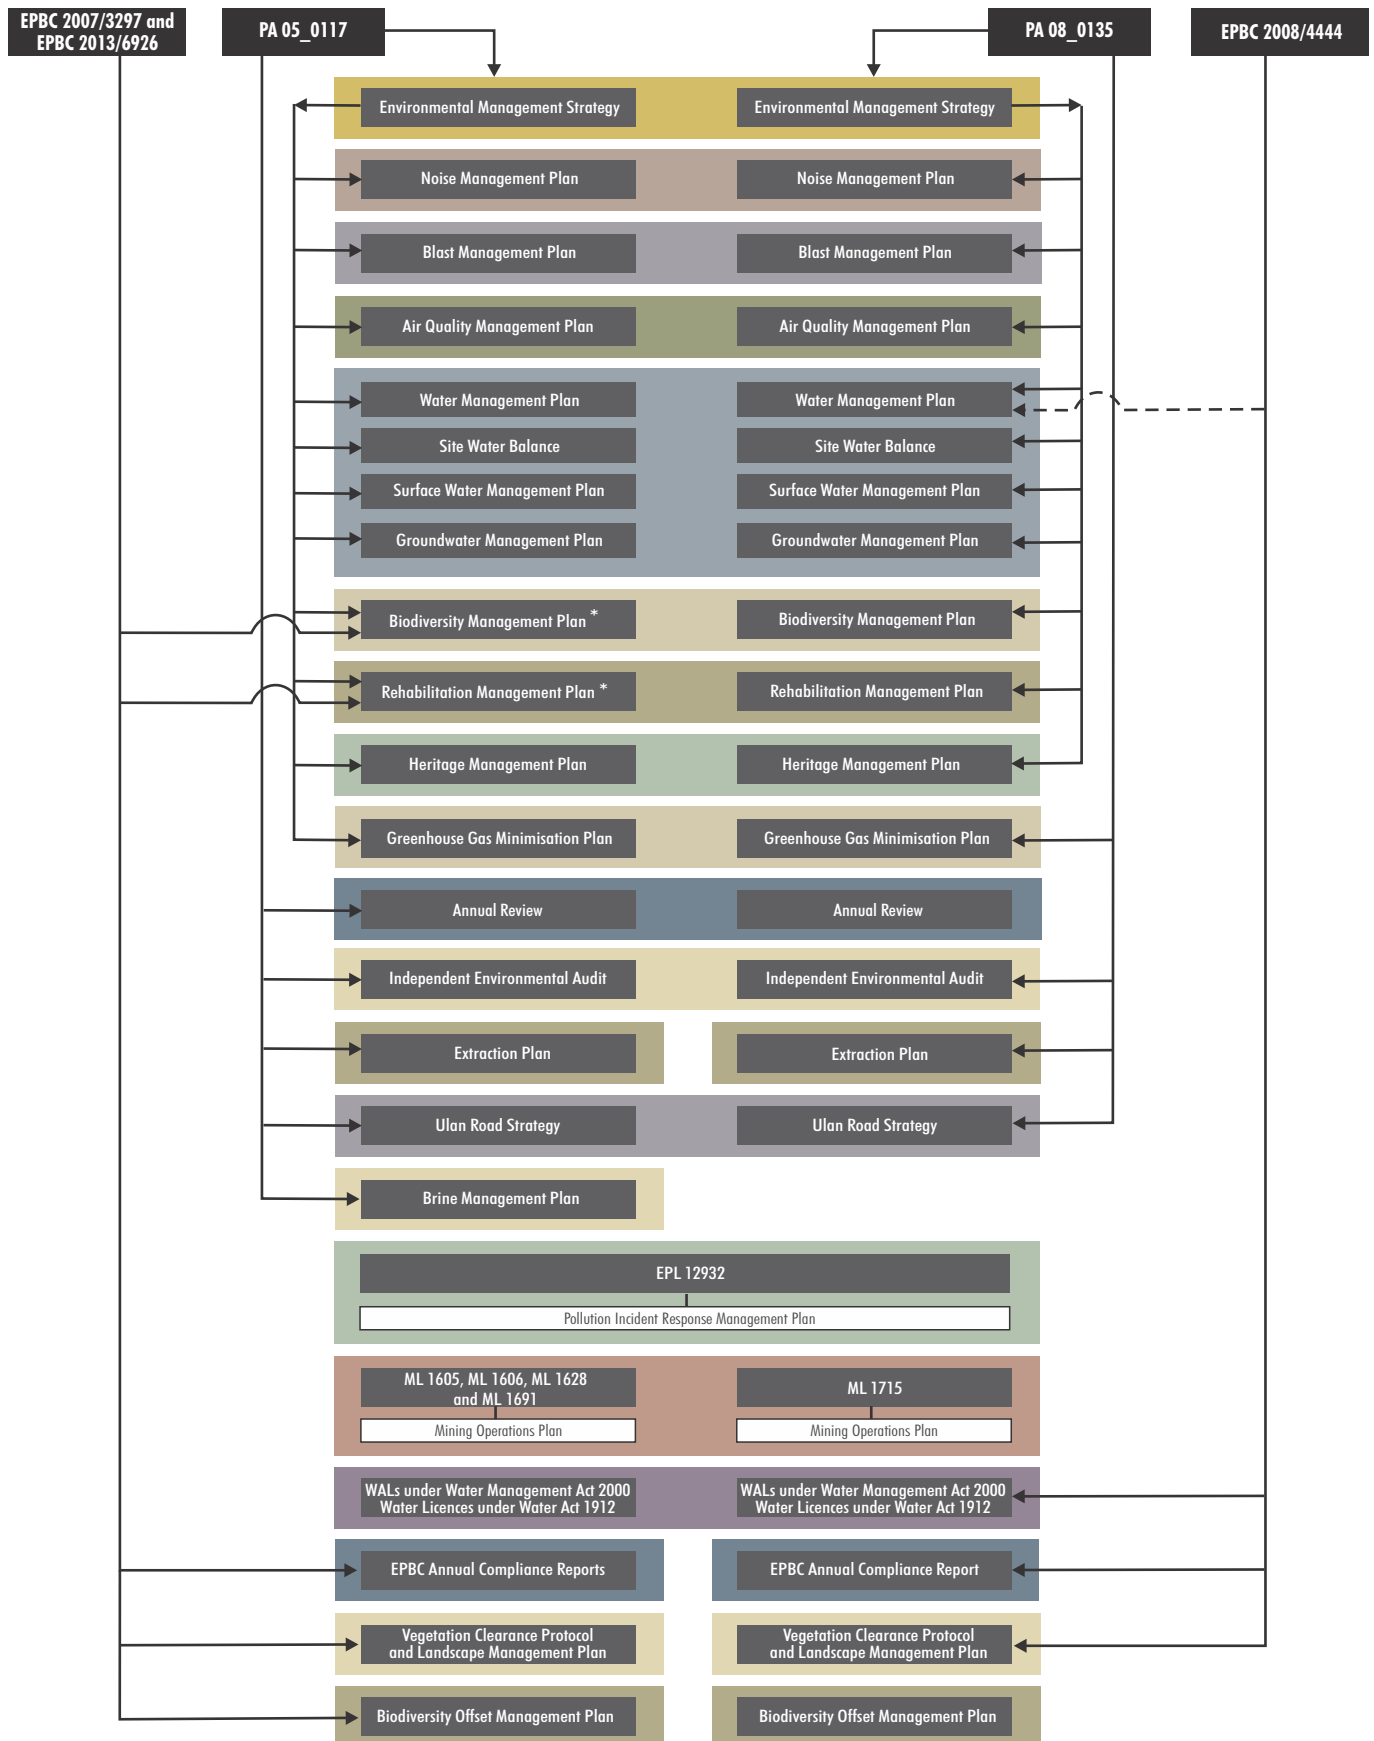 EPBC 2007/3297 and
EPBC 2013/6926
PA 05_0117
PA 08_0135
EPBC 2008/4444
Environmental Management Strategy
Environmental Management Strategy
Noise Management Plan
Noise Management Plan
Blast Management Plan
Blast Management Plan
Air Quality Management Plan
Air Quality Management Plan
Water Management Plan
Water Management Plan
Site Water Balance
Site Water Balance
Surface Water Management Plan
Surface Water Management Plan
Groundwater Management Plan
Groundwater Management Plan
Biodiversity Management Plan *
Biodiversity Management Plan
Rehabilitation Management Plan *
Rehabilitation Management Plan
Heritage Management Plan
Heritage Management Plan
Greenhouse Gas Minimisation Plan
Greenhouse Gas Minimisation Plan
Annual Review
Annual Review
Independent Environmental Audit
Independent Environmental Audit
Extraction Plan
Extraction Plan
Ulan Road Strategy
Ulan Road Strategy
Brine Management Plan
EPL 12932
Pollution Incident Response Management Plan
ML 1605, ML 1606, ML 1628
and ML 1691
ML 1715
Mining Operations Plan
Mining Operations Plan
WALs under Water Management Act 2000
Water Licences under Water Act 1912
WALs under Water Management Act 2000
Water Licences under Water Act 1912
EPBC Annual Compliance Reports
EPBC Annual Compliance Report
Vegetation Clearance Protocol
and Landscape Management Plan
Vegetation Clearance Protocol
and Landscape Management Plan
Biodiversity Offset Management Plan
Biodiversity Offset Management Plan